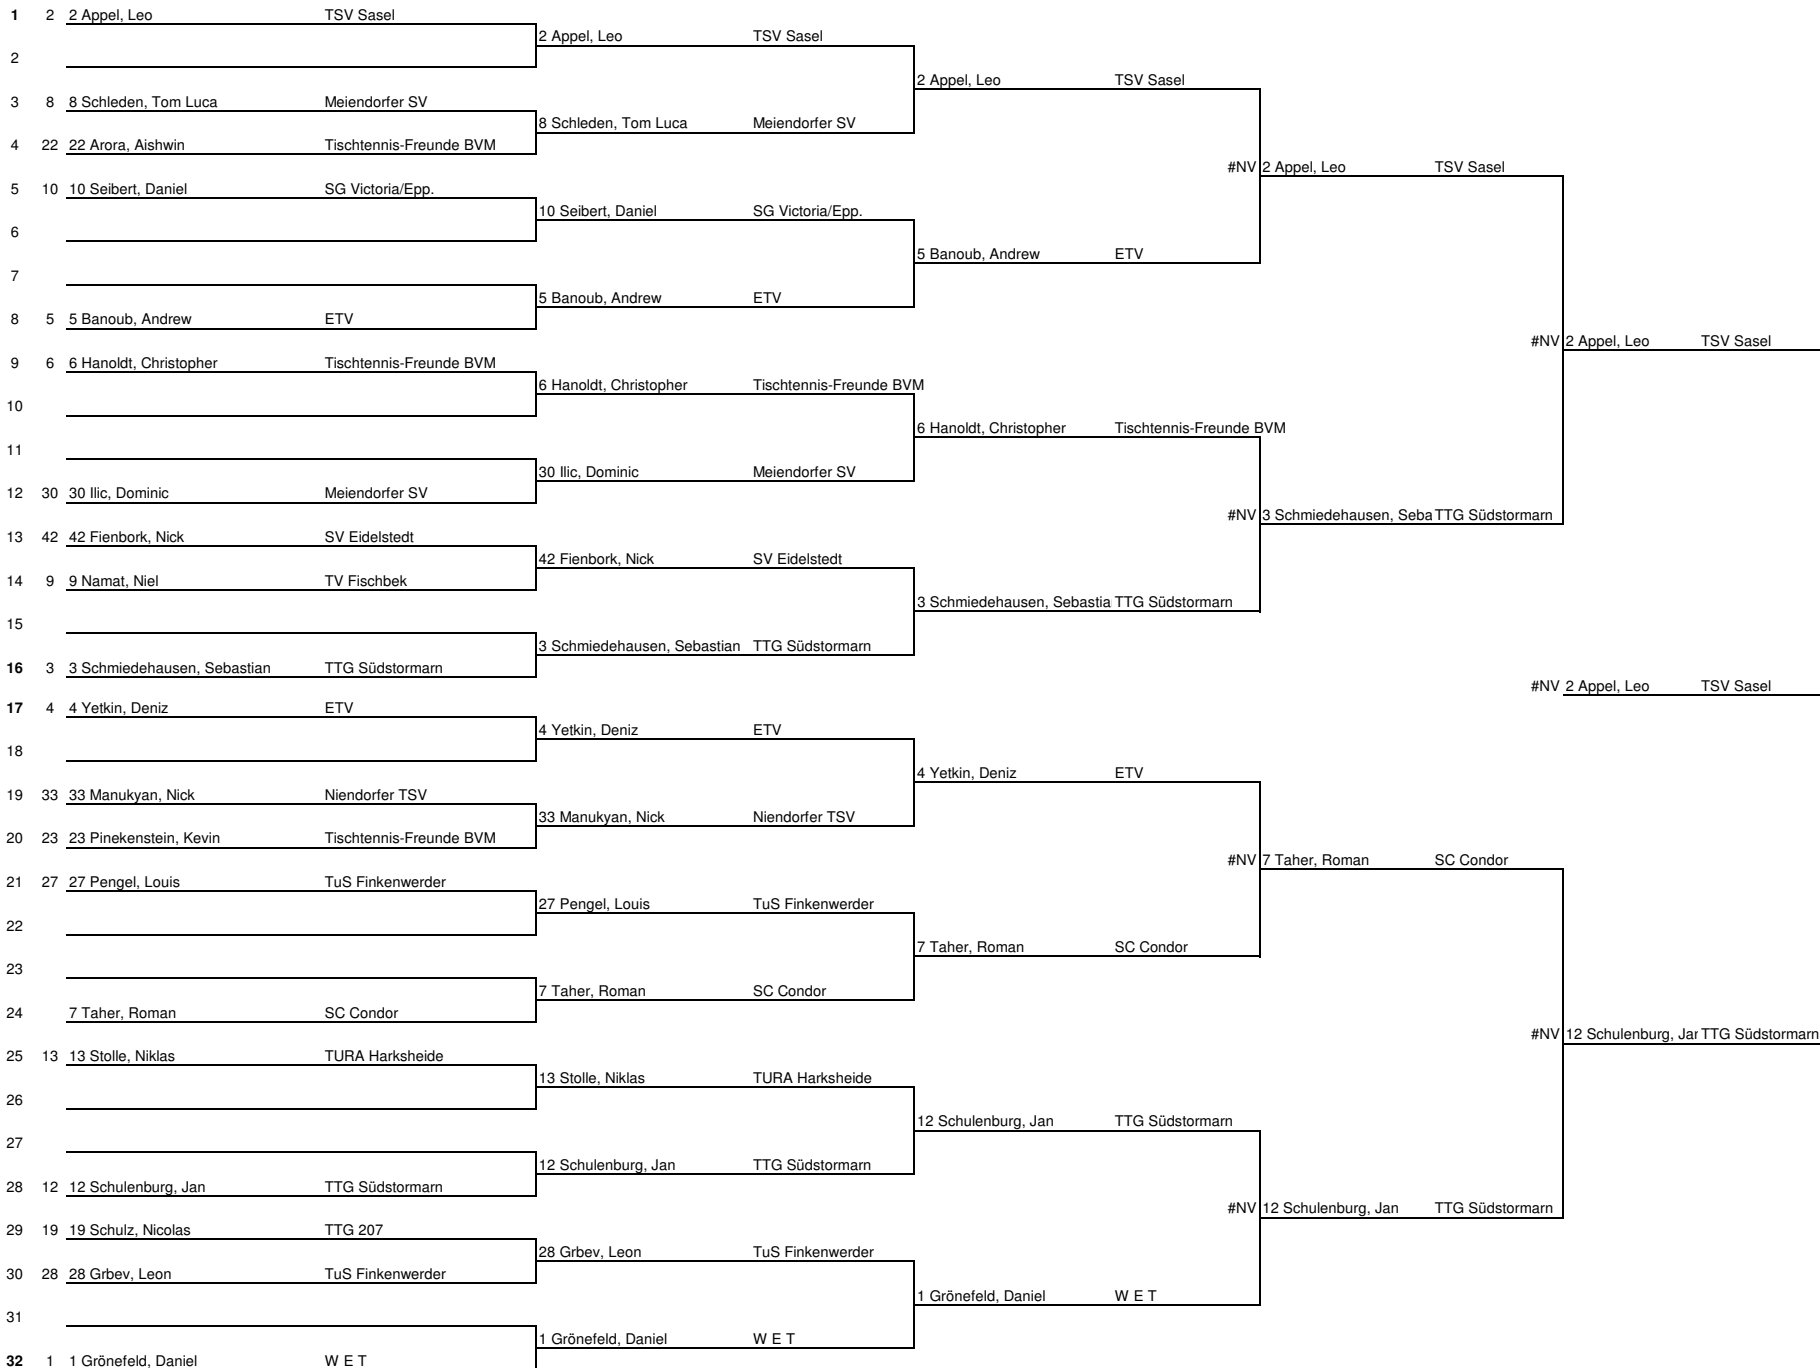 1 2 2 Appel, Leo TSV Sasel
2 Appel, Leo TSV Sasel
2
2 Appel, Leo TSV Sasel
3 8 8 Schleden, Tom Luca Meiendorfer SV
8 Schleden, Tom Luca Meiendorfer SV
4 22 22 Arora, Aishwin Tischtennis-Freunde BVM
#NV 2 Appel, Leo TSV Sasel
5 10 10 Seibert, Daniel SG Victoria/Epp.
10 Seibert, Daniel SG Victoria/Epp.
6
5 Banoub, Andrew ETV
7
5 Banoub, Andrew ETV
8 5 5 Banoub, Andrew ETV
#NV 2 Appel, Leo TSV Sasel
9 6 6 Hanoldt, Christopher Tischtennis-Freunde BVM
6 Hanoldt, Christopher Tischtennis-Freunde BVM
10
6 Hanoldt, Christopher Tischtennis-Freunde BVM
11
30 Ilic, Dominic Meiendorfer SV
12 30 30 Ilic, Dominic Meiendorfer SV
#NV 3 Schmiedehausen, Seba TTG Südstormarn
13 42 42 Fienbork, Nick SV Eidelstedt
42 Fienbork, Nick SV Eidelstedt
14 9 9 Namat, Niel TV Fischbek
3 Schmiedehausen, Sebastia TTG Südstormarn
15
3 Schmiedehausen, Sebastian TTG Südstormarn
16 3 3 Schmiedehausen, Sebastian TTG Südstormarn
#NV 2 Appel, Leo TSV Sasel
17 4 4 Yetkin, Deniz ETV
4 Yetkin, Deniz ETV
18
4 Yetkin, Deniz ETV
19 33 33 Manukyan, Nick Niendorfer TSV
33 Manukyan, Nick Niendorfer TSV
20 23 23 Pinekenstein, Kevin Tischtennis-Freunde BVM
#NV 7 Taher, Roman SC Condor
21 27 27 Pengel, Louis TuS Finkenwerder
27 Pengel, Louis TuS Finkenwerder
22
7 Taher, Roman SC Condor
23
7 Taher, Roman SC Condor
24 7 Taher, Roman SC Condor
#NV 12 Schulenburg, Jar TTG Südstormarn
25 13 13 Stolle, Niklas TURA Harksheide
13 Stolle, Niklas TURA Harksheide
26
12 Schulenburg, Jan TTG Südstormarn
27
12 Schulenburg, Jan TTG Südstormarn
28 12 12 Schulenburg, Jan TTG Südstormarn
#NV 12 Schulenburg, Jan TTG Südstormarn
29 19 19 Schulz, Nicolas TTG 207
28 Grbev, Leon TuS Finkenwerder
30 28 28 Grbev, Leon TuS Finkenwerder
1 Grönefeld, Daniel W E T
31
1 Grönefeld, Daniel W E T
32 1 1 Grönefeld, Daniel W E T